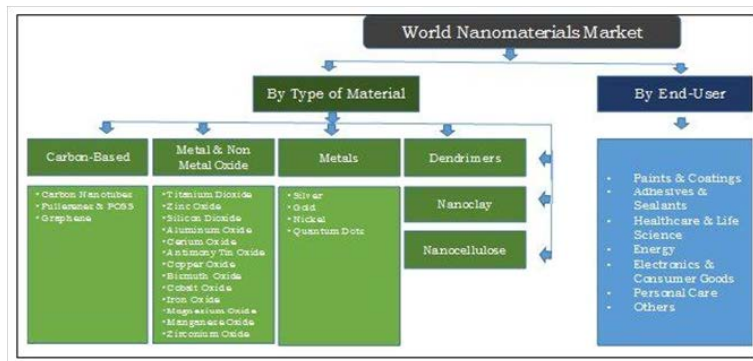 World Nanomaterials Market
By Type of Material
By End-User
Carbon-Based
Metal & Non
Metal Oxide
Metals
Dendrimers
Nanoclay
Nanocellulose
• Carbon Nanotubes
• Fullerenes & POSS
• Graphene
• Titanium Dioxide
• Zinc Oxide
• Silicon Dioxide
• Aluminum Oxide
• Cerium Oxide
• Antimony Tin Oxide
• Copper Oxide
• Bismuth Oxide
• Cobalt Oxide
• Iron Oxide
• Magnesium Oxide
• Manganese Oxide
• Zirconium Oxide
• Silver
• Gold
• Nickel
• Quantum Dots
• Paints & Coatings
• Adhesives &
Sealants
• Healthcare & Life
Science
• Energy
• Electronics &
Consumer Goods
• Personal Care
• Others